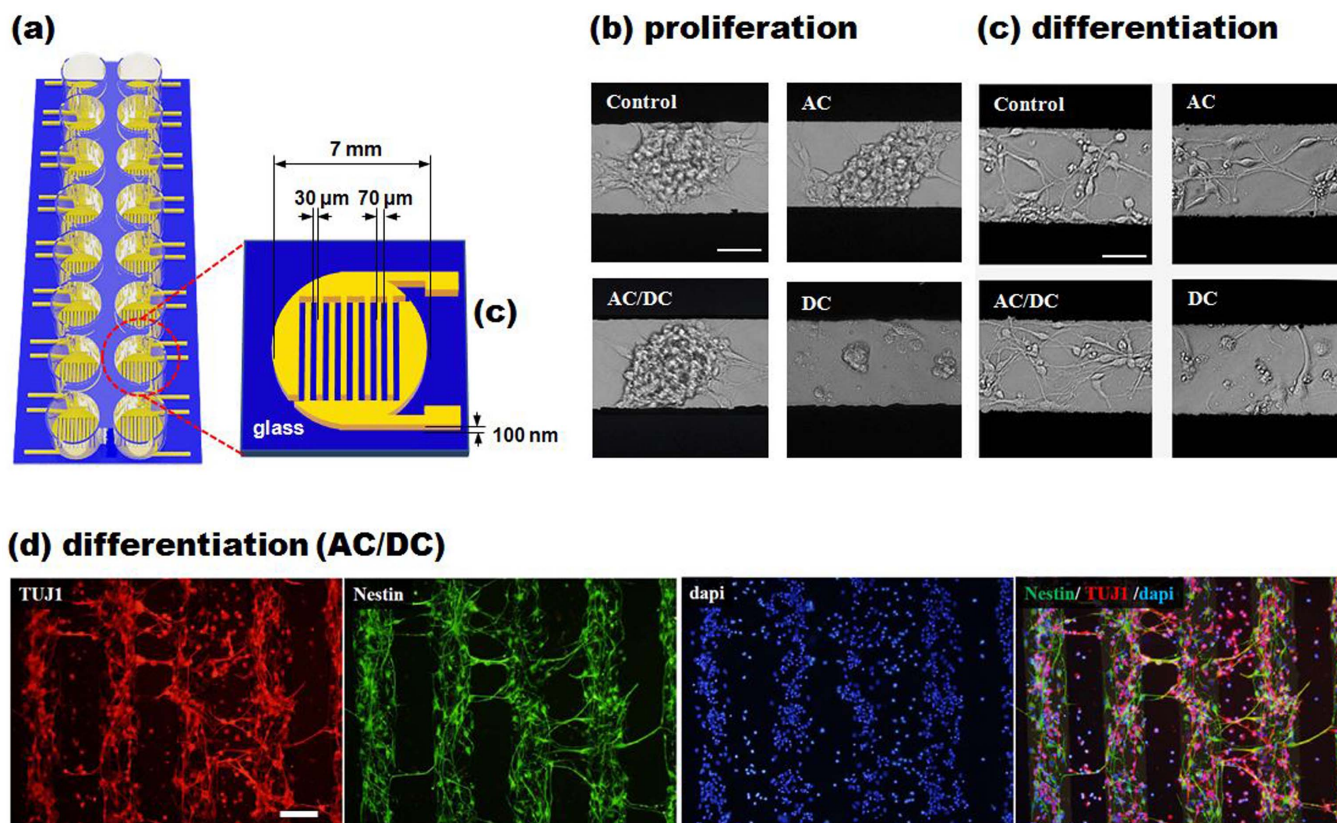 (a)
(b) proliferation
(c) differentiation
Control
AC
Control
AC
7 mm
30 µm
70 µm
AC/DC
DC
AC/DC
DC
(c)
glass
100 nm
(d) differentiation (AC/DC)
TUJ1
Nestin
dapi
Nestin/ TUJ1 /dapi